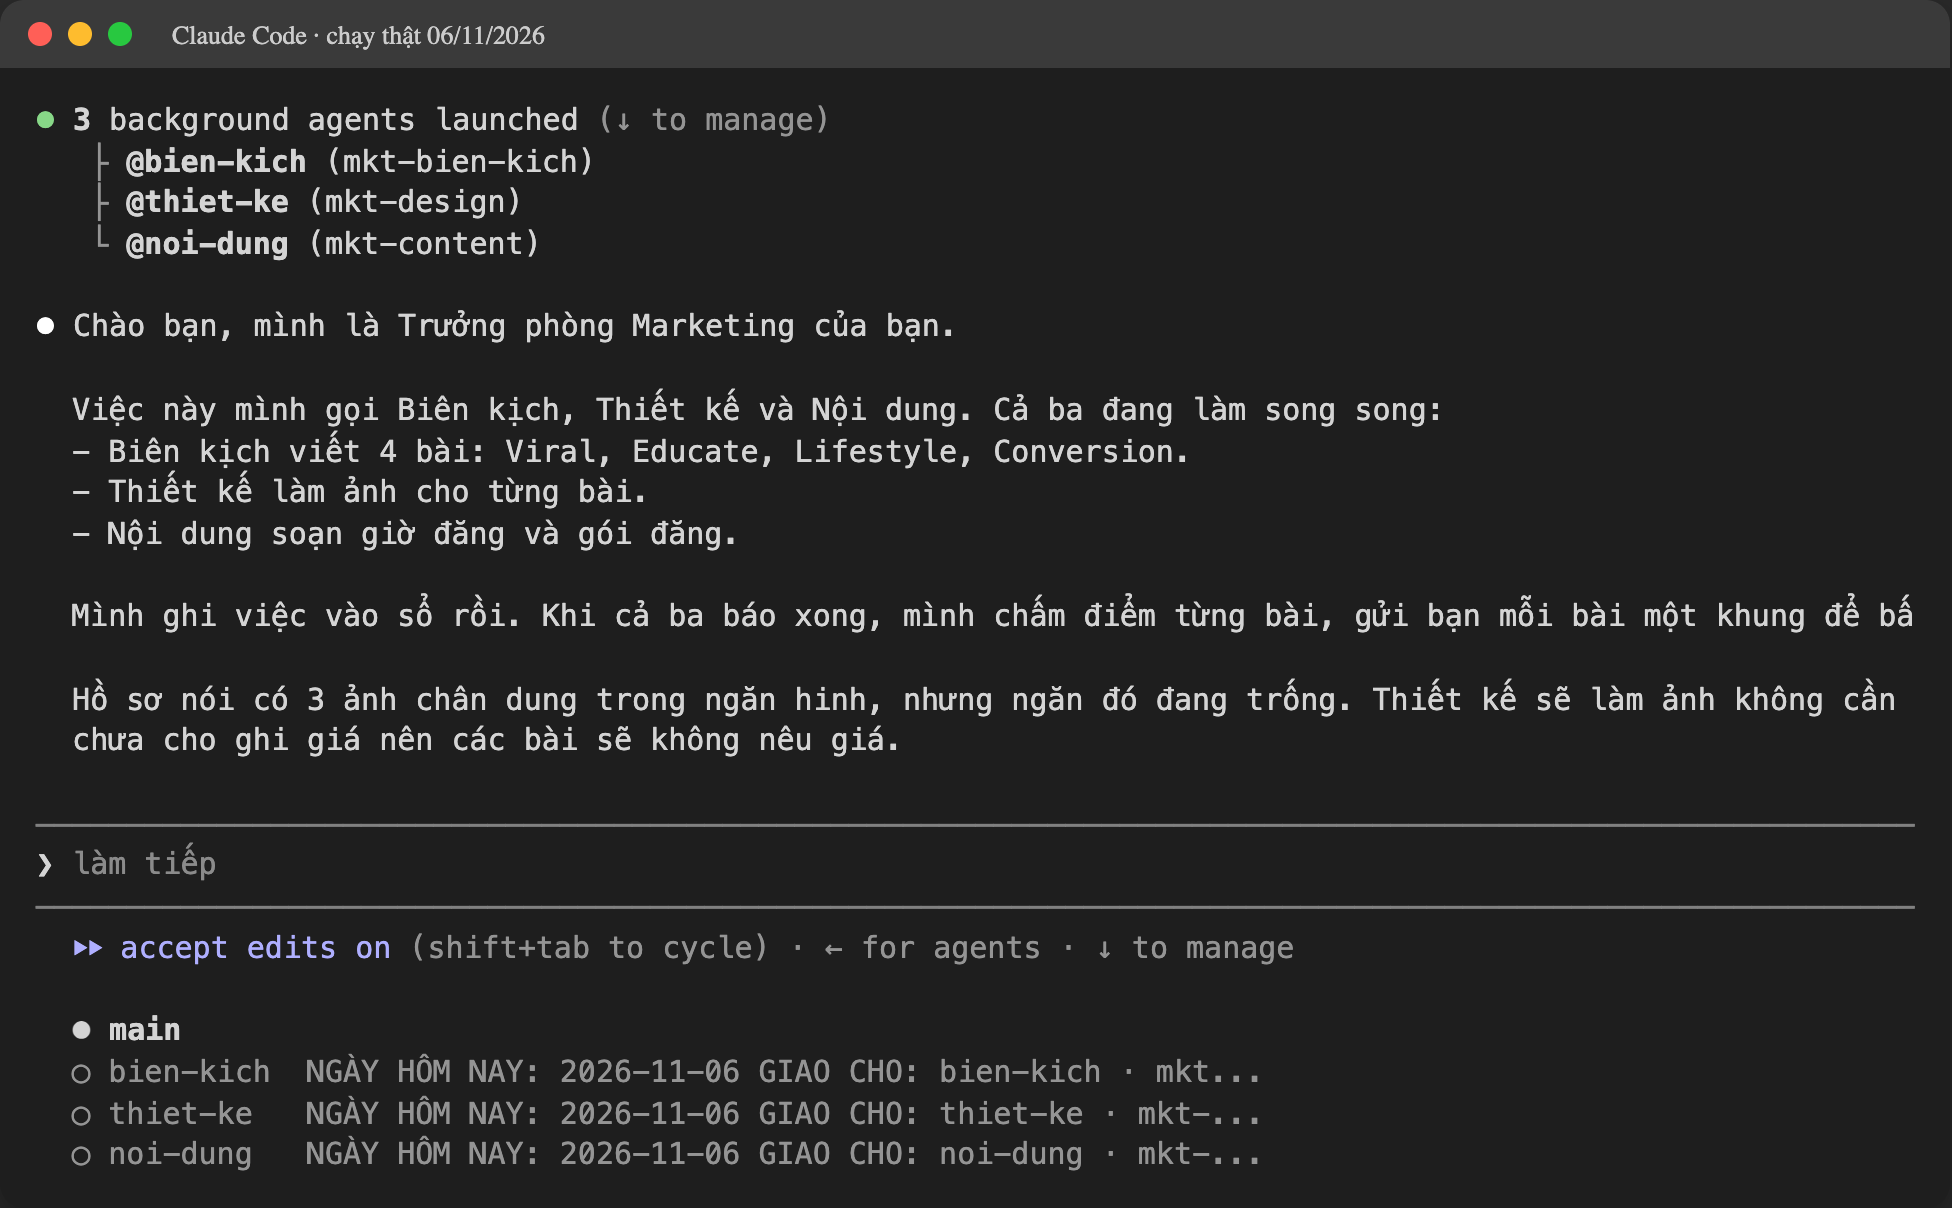 Claude Code · chạy thật 06/11/2026
● 3 background agents launched (↓ to manage)
├ @bien-kich (mkt-bien-kich)
├ @thiet-ke (mkt-design)
└ @noi-dung (mkt-content)
● Chào bạn, mình là Trưởng phòng Marketing của bạn.
Việc này mình gọi Biên kịch, Thiết kế và Nội dung. Cả ba đang làm song song:
- Biên kịch viết 4 bài: Viral, Educate, Lifestyle, Conversion.
- Thiết kế làm ảnh cho từng bài.
- Nội dung soạn giờ đăng và gói đăng.
Mình ghi việc vào sổ rồi. Khi cả ba báo xong, mình chấm điểm từng bài, gửi bạn mỗi bài một khung để bấ
Hồ sơ nói có 3 ảnh chân dung trong ngăn hinh, nhưng ngăn đó đang trống. Thiết kế sẽ làm ảnh không cần
chưa cho ghi giá nên các bài sẽ không nêu giá.
❯ làm tiếp
▶▶ accept edits on (shift+tab to cycle) · ← for agents · ↓ to manage
● main
○ bien-kich NGÀY HÔM NAY: 2026-11-06 GIAO CHO: bien-kich · mkt...
○ thiet-ke NGÀY HÔM NAY: 2026-11-06 GIAO CHO: thiet-ke · mkt-...
○ noi-dung NGÀY HÔM NAY: 2026-11-06 GIAO CHO: noi-dung · mkt-...